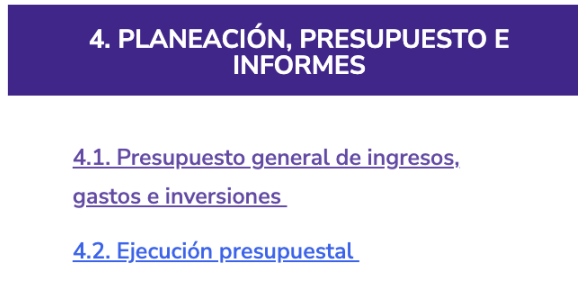 4. PLANEACIÓN, PRESUPUESTO E
INFORMES
4.1. Presupuesto general de ingresos,
gastos e inversiones
4.2. Ejecución presupuestal